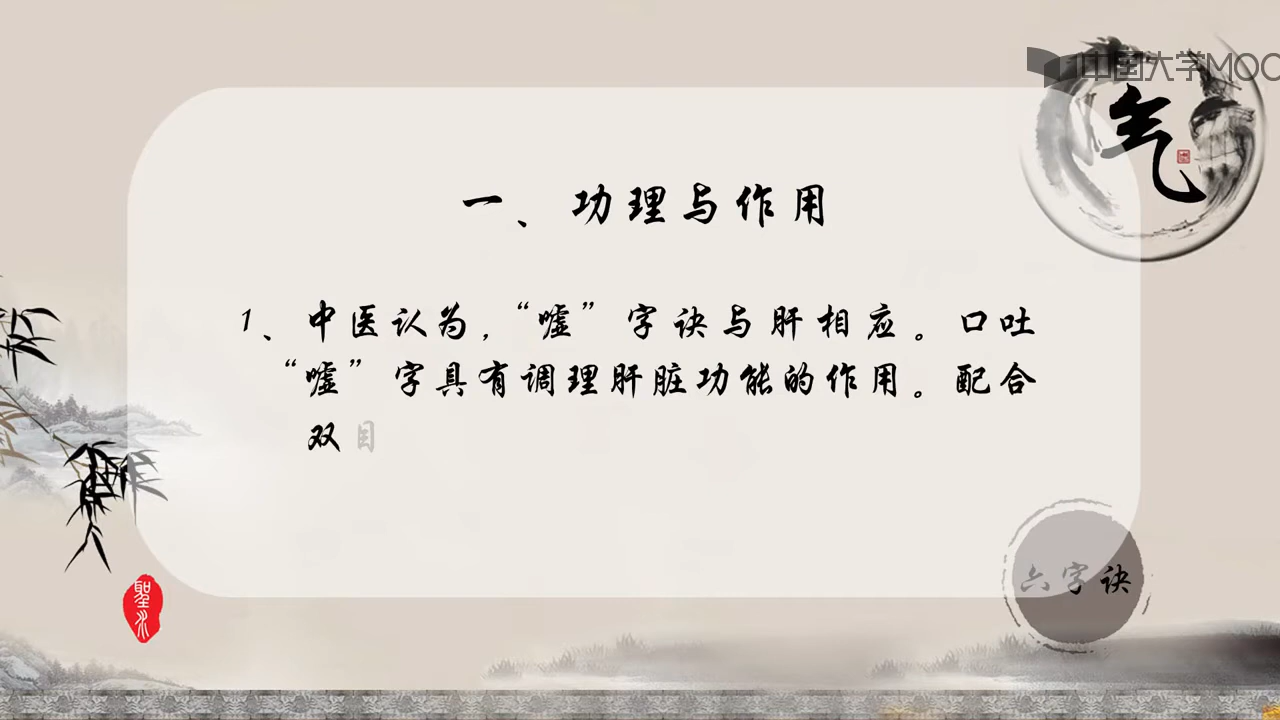 中国大学MOO
气
一、功理与作用
1、中医认为，“嘘”字诀与肝相应。口吐
“嘘”字具有调理肝脏功能的作用。配合
双目
六字诀